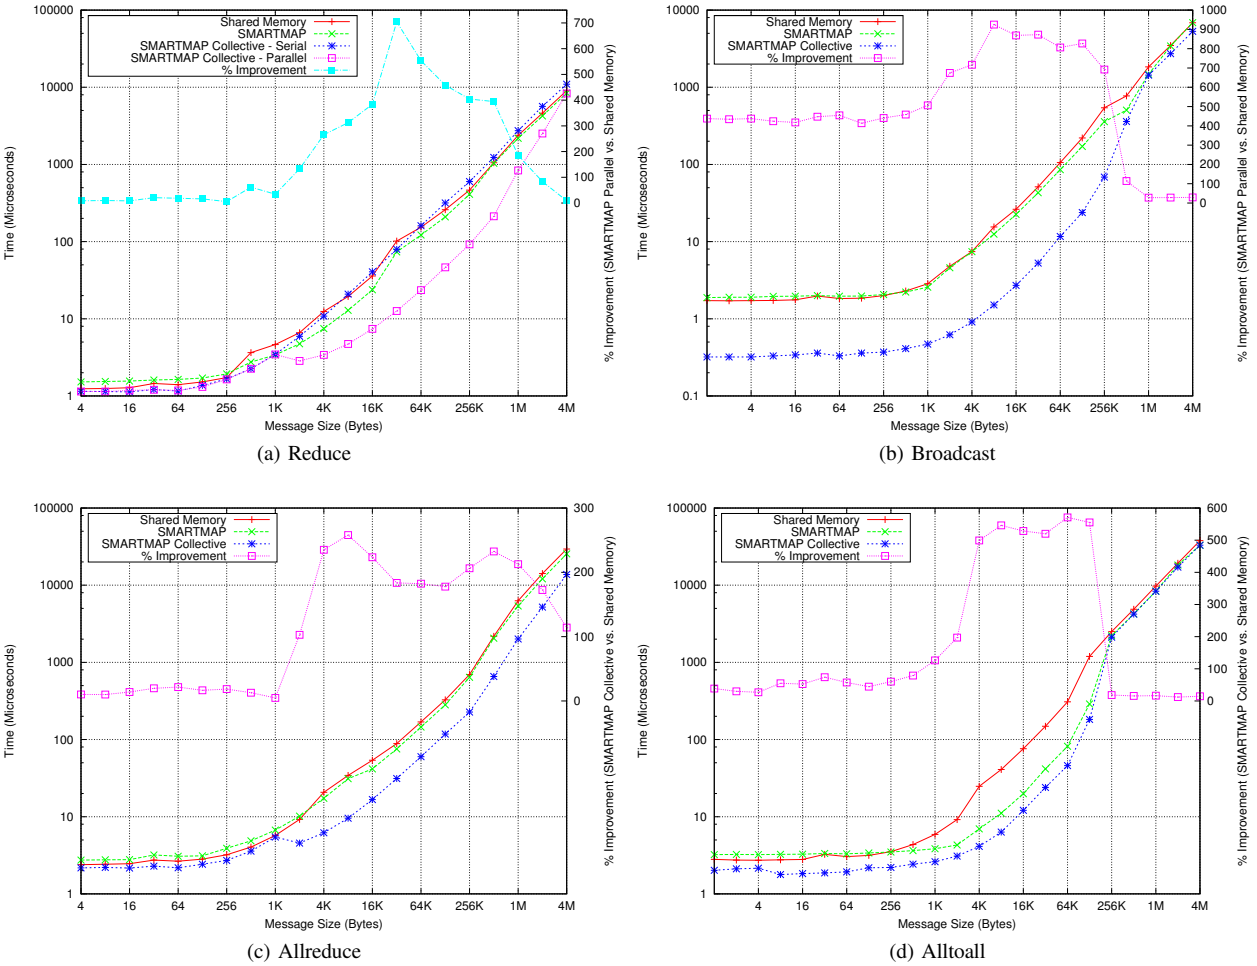 Shared Memory
SMARTMAP
SMARTMAP Collective - Serial
SMARTMAP Collective - Parallel
% Improvement
Time (Microseconds)
10000
10000
1000
100
10
1
4 16 64 256 1K 4K 16K 64K 256K 1M 4M
Message Size (Bytes)
700
600
500
400
300
200
100
0
% Improvement (SMARTMAP Parallel vs. Shared Memory)
(a) Reduce
Shared Memory
SMARTMAP
SMARTMAP Collective
% Improvement
Time (Microseconds)
10000
1000
100
10
1
0.1
4 16 64 256 1K 4K 16K 64K 256K 1M 4M
Message Size (Bytes)
1000
900
800
700
600
500
400
300
200
100
0
% Improvement (SMARTMAP Parallel vs. Shared Memory)
(b) Broadcast
Shared Memory
SMARTMAP
SMARTMAP Collective
% Improvement
Time (Microseconds)
100000
10000
1000
100
10
1
4 16 64 256 1K 4K 16K 64K 256K 1M 4M
Message Size (Bytes)
300
200
100
0
% Improvement (SMARTMAP Collective vs. Shared Memory)
(c) Allreduce
Shared Memory
SMARTMAP
SMARTMAP Collective
% Improvement
Time (Microseconds)
100000
10000
1000
100
10
1
4 16 64 256 1K 4K 16K 64K 256K 1M 4M
Message Size (Bytes)
600
500
400
300
200
100
0
% Improvement (SMARTMAP Collective vs. Shared Memory)
(d) Alltoall